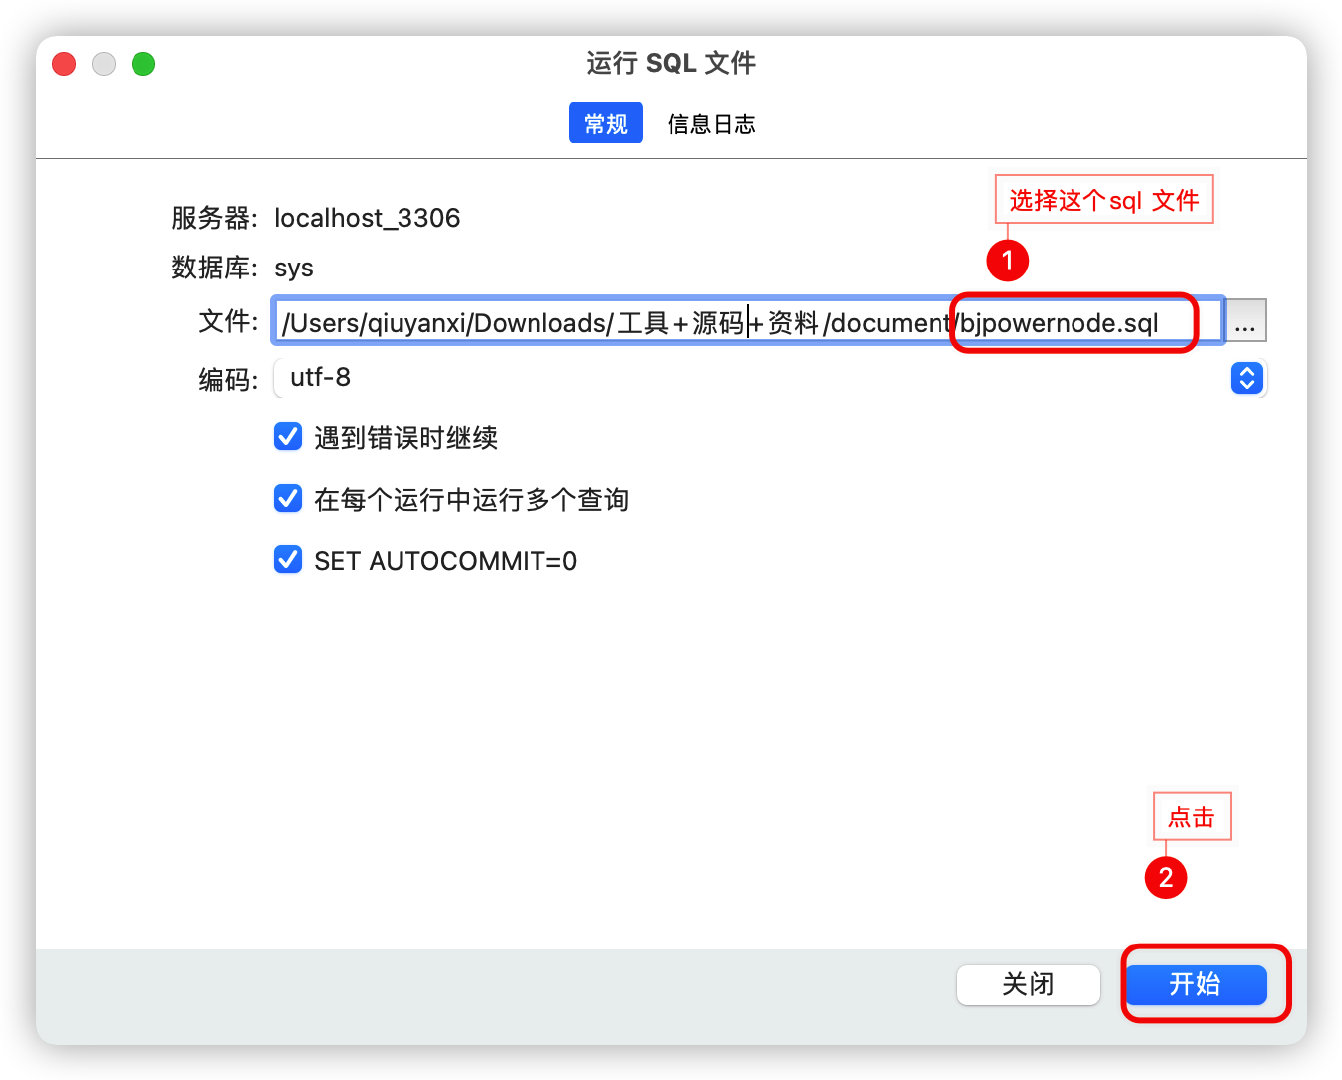 运行 SQL 文件
常规 信息日志
选择这个sql 文件
1
服务器: localhost_3306
数据库: sys
文件: /Users/qiuyanxi/Downloads/工具+源码+资料/document/bjpowernode.sql ...
编码: utf-8
遇到错误时继续
在每个运行中运行多个查询
SET AUTOCOMMIT=0
点击
2
关闭 开始